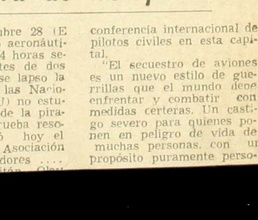 bre 28 (E
aeronáuti-
4 horas se-
tes de dos
se lapso la
las Nacio-
J) no estu-
de la pira-
prueba reso-
ó hoy el
Asociación
dores ....
conferencia internacional de
pilotos civiles en esta capi-
tal.
"El secuestro de aviones
es un nuevo estilo de gue-
rrillas que el mundo debe
enfrentar y combatir con
medidas certeras. Un casti-
go severo para quienes po-
nen en peligro de vida de
muchas personas, con un
propósito puramente perso-